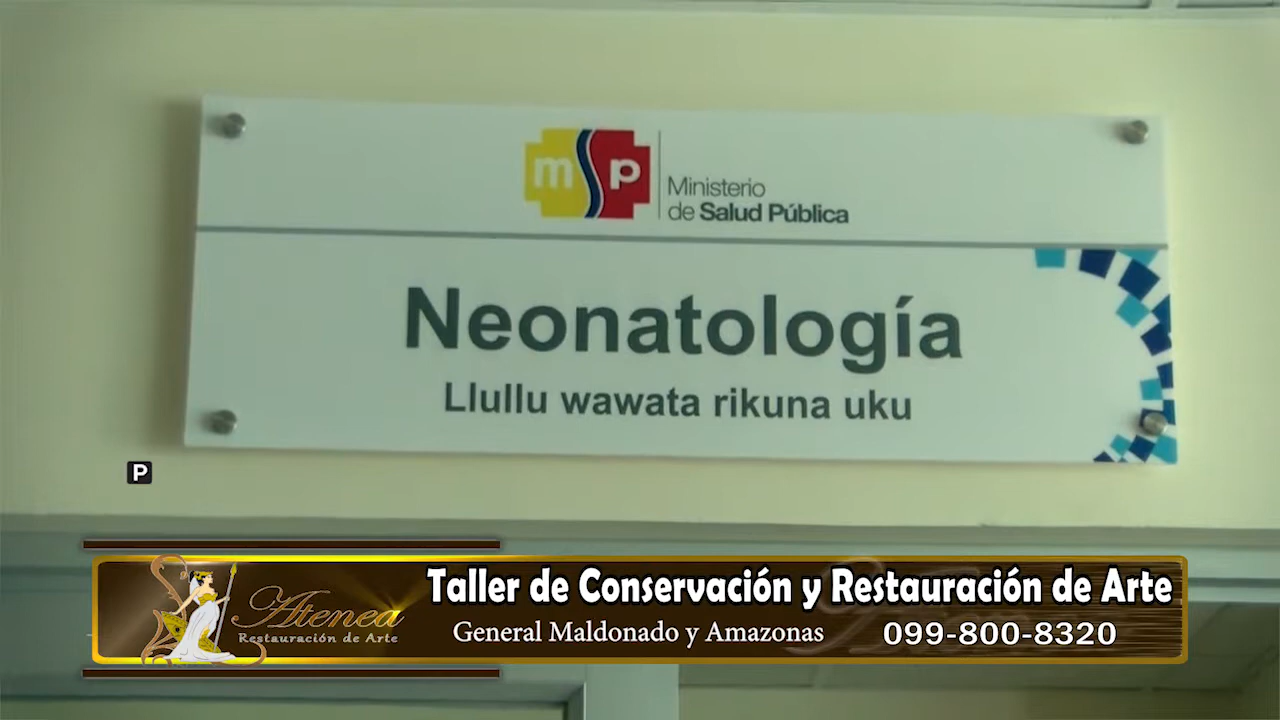 msp
Ministerio
de Salud Pública
Neonatología
Llullu wawata rikuna uku
P
Atenea
Restauración de Arte
Taller de Conservación y Restauración de Arte
General Maldonado y Amazonas
099-800-8320